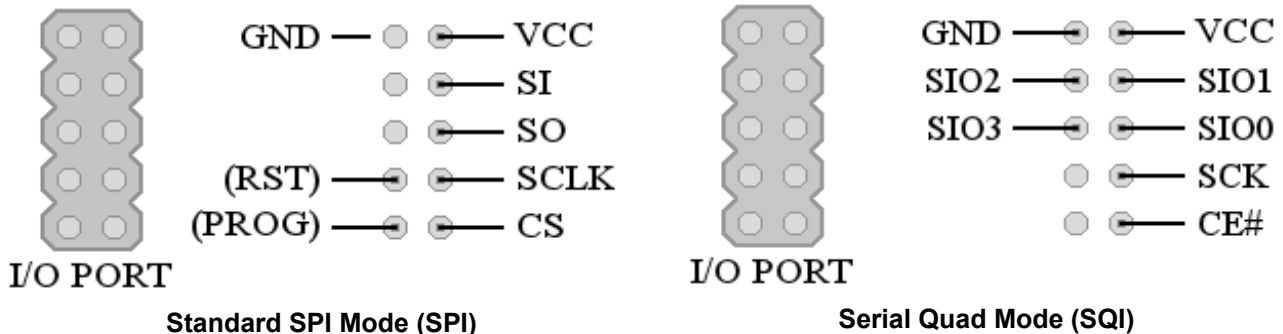 GND VCC
SI
SO
(RST) SCLK
(PROG) CS
I/O PORT
Standard SPI Mode (SPI)
GND VCC
SIO2 SIO1
SIO3 SIO0
SCK
CE#
I/O PORT
Serial Quad Mode (SQI)